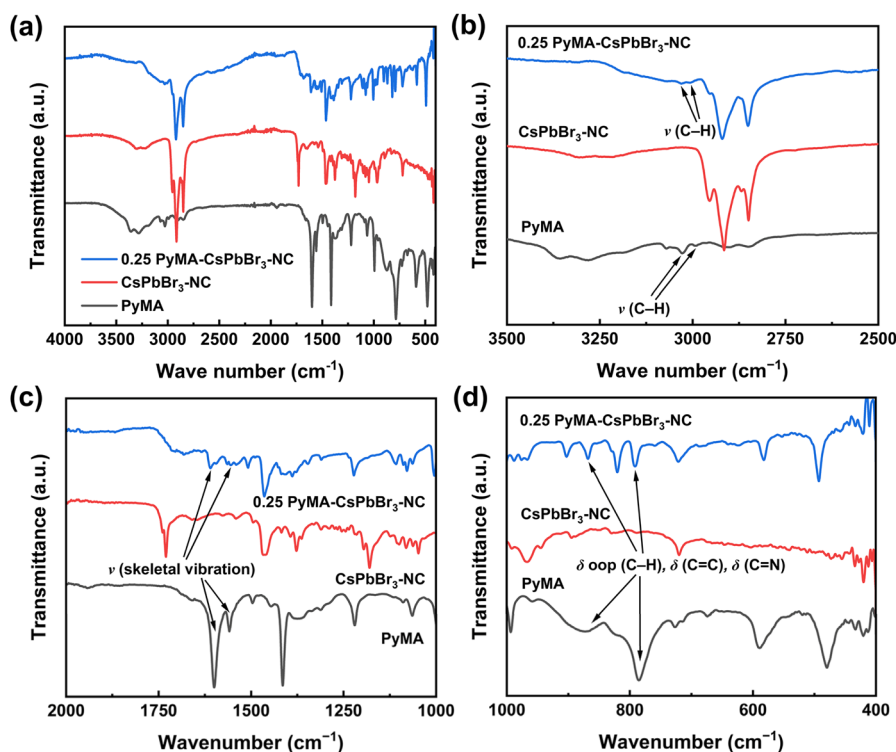 (a)
Transmittance (a.u.)
0.25 PyMA-CsPbBr₃-NC
CsPbBr₃-NC
PyMA
4000 3500 3000 2500 2000 1500 1000 500
Wave number (cm⁻¹)
(b)
Transmittance (a.u.)
0.25 PyMA-CsPbBr₃-NC
ν (C–H)
CsPbBr₃-NC
PyMA
ν (C–H)
3500 3250 3000 2750 2500
Wave number (cm⁻¹)
(c)
Transmittance (a.u.)
0.25 PyMA-CsPbBr₃-NC
ν (skeletal vibration)
CsPbBr₃-NC
PyMA
2000 1750 1500 1250 1000
Wavenumber (cm⁻¹)
(d)
Transmittance (a.u.)
0.25 PyMA-CsPbBr₃-NC
CsPbBr₃-NC
δ oop (C–H), δ (C=C), δ (C=N)
PyMA
1000 800 600 400
Wavenumber (cm⁻¹)